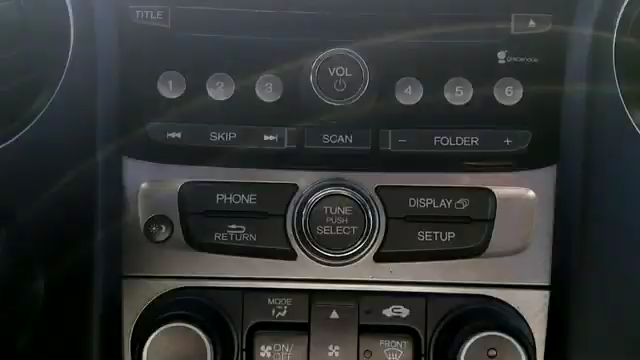 TITLE
gracenote
VOL
1 2 3 4 5 6
SKIP SCAN - FOLDER +
PHONE TUNE DISPLAY
PUSH
RETURN SELECT SETUP
MODE
ON/
OFF
FRONT